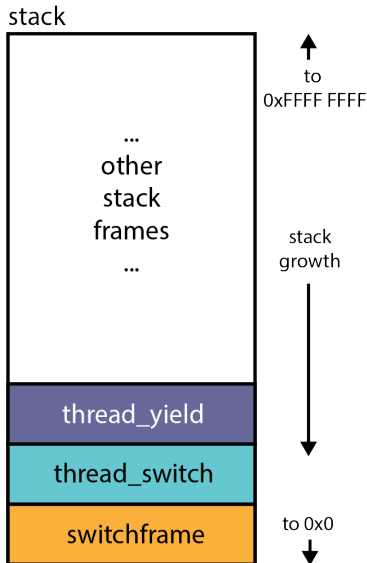 stack
to
0xFFFF FFFF
...
other
stack
frames
...
stack
growth
thread_yield
thread_switch
switchframe
to 0x0